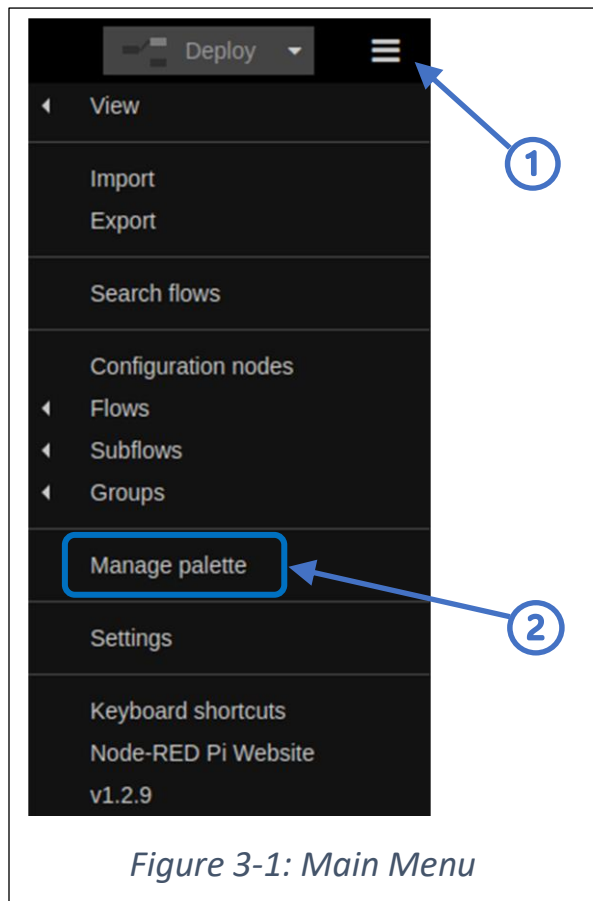 Deploy
1
View
Import
Export
Search flows
Configuration nodes
Flows
Subflows
Groups
Manage palette
2
Settings
Keyboard shortcuts
Node-RED Pi Website
v1.2.9
Figure 3-1: Main Menu